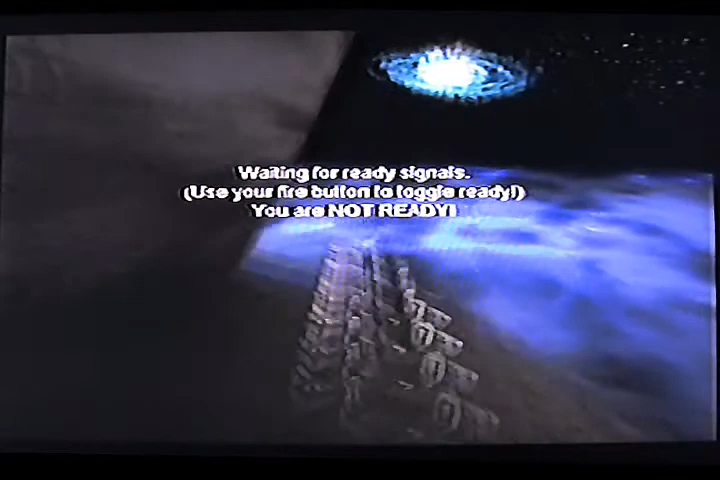 Waiting for ready signals.
(Use your fire button to toggle ready!)
You are NOT READY!